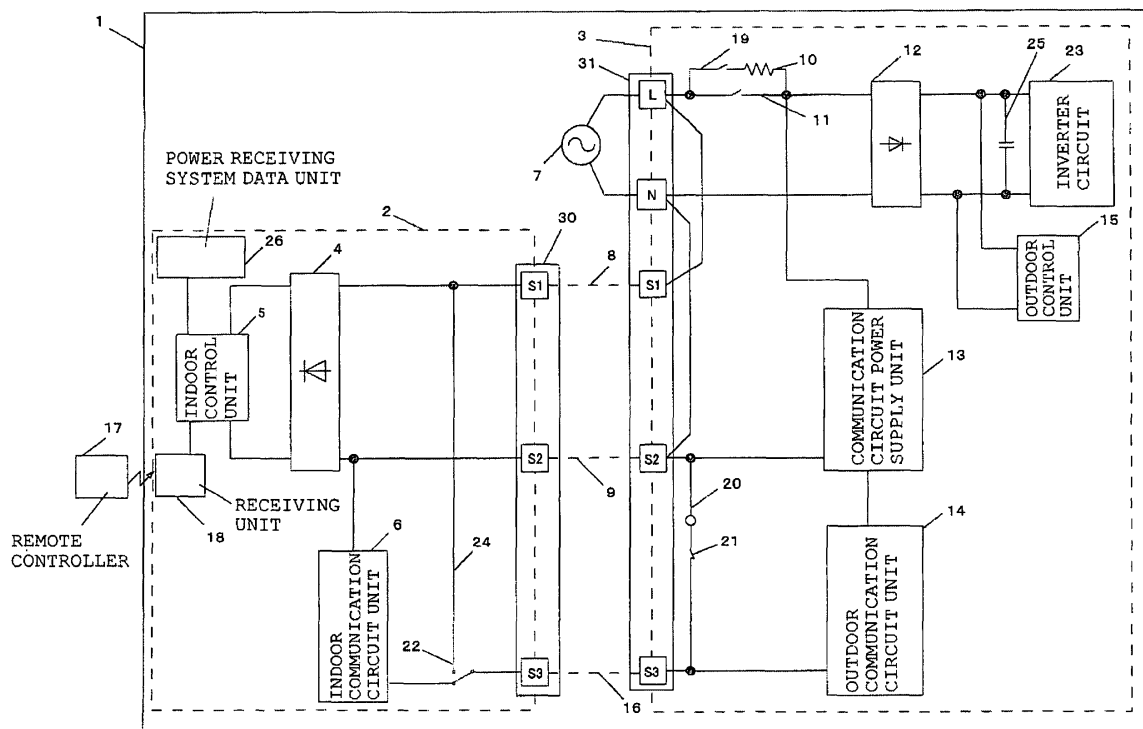 1
3
19
10
12
25
23
31
L
11
INVERTER
CIRCUIT
7
POWER RECEIVING
SYSTEM DATA UNIT
N
2
30
15
26
4
8
S1
S1
OUTDOOR
CONTROL
UNIT
5
INDOOR
CONTROL
UNIT
COMMUNICATION
CIRCUIT POWER
SUPPLY UNIT
13
17
S2
S2
9
20
REMOTE
CONTROLLER
18
RECEIVING
UNIT
6
24
21
14
INDOOR
COMMUNICATION
CIRCUIT UNIT
OUTDOOR
COMMUNICATION
CIRCUIT UNIT
22
S3
S3
16